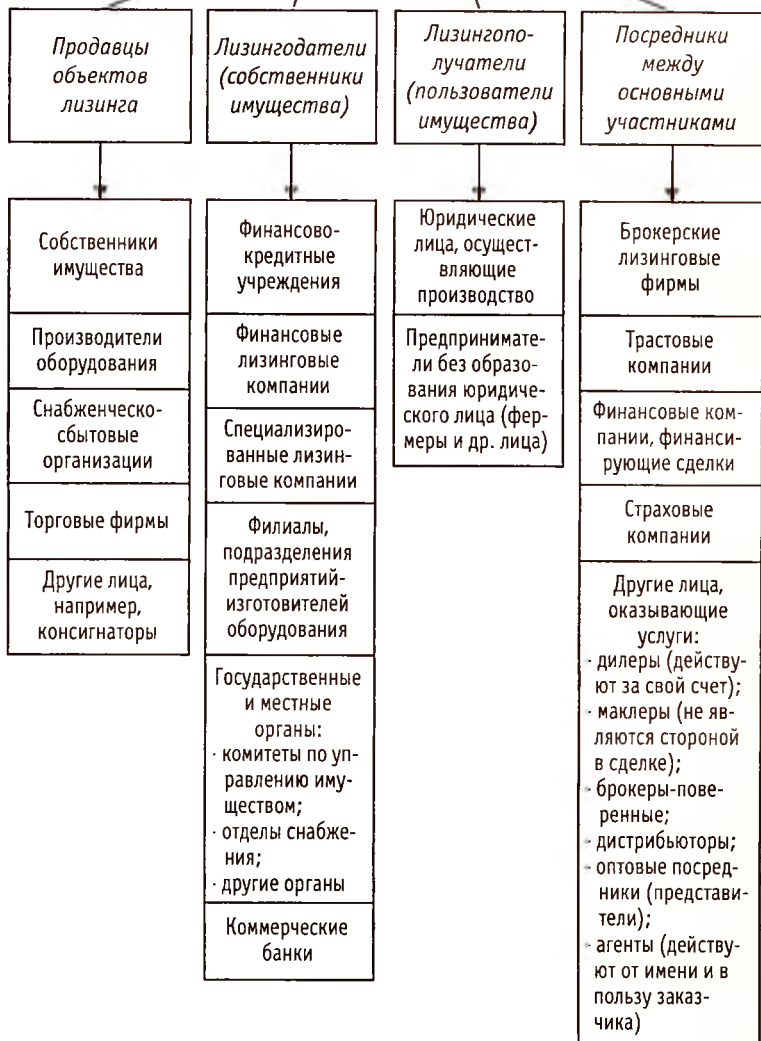 Продавцы
объектов
лизинга
Лизингодатели
(собственники
имущества)
Лизингопо-
лучатели
(пользователи
имущества)
Посредники
между
основными
участниками
Собственники
имущества
Производители
оборудования
Снабженческо-
сбытовые
организации
Торговые фирмы
Другие лица,
например,
консигнаторы
Финансово-
кредитные
учреждения
Финансовые
лизинговые
компании
Специализиро-
ванные лизин-
говые компании
Филиалы,
подразделения
предприятий-
изготовителей
оборудования
Государственные
и местные
органы:
· комитеты по уп-
равлению иму-
ществом;
· отделы снабже-
ния;
· другие органы
Коммерческие
банки
Юридические
лица, осущест-
вляющие
производство
Предпринимате-
ли без образо-
вания юридиче-
ского лица (фер-
меры и др. лица)
Брокерские
лизинговые
фирмы
Трастовые
компании
Финансовые ком-
пании, финанси-
рующие сделки
Страховые
компании
Другие лица,
оказывающие
услуги:
· дилеры (действу-
ют за свой счет);
· маклеры (не яв-
ляются стороной
в сделке);
· брокеры-пове-
ренные;
· дистрибьюторы;
· оптовые посред-
ники (представи-
тели);
· агенты (действу-
ют от имени и в
пользу заказ-
чика)